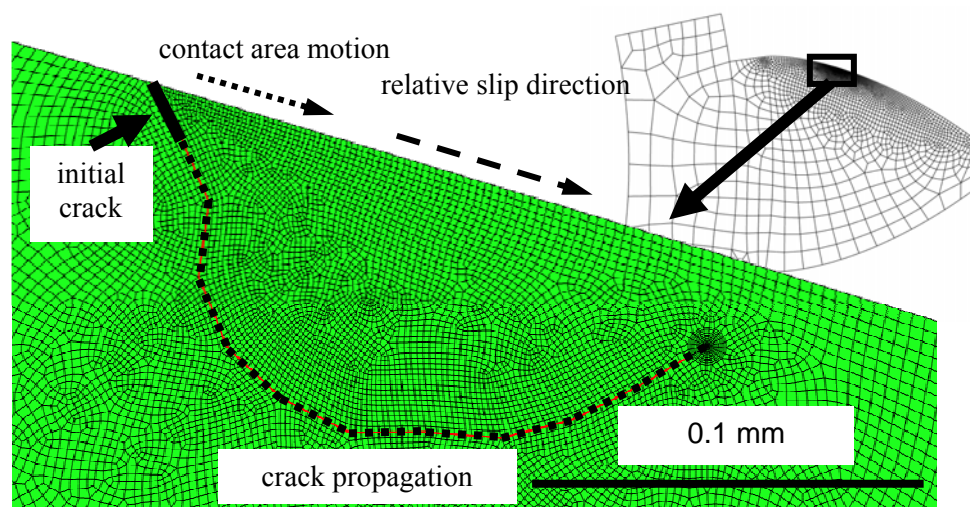 contact area motion
relative slip direction
initial
crack
0.1 mm
crack propagation